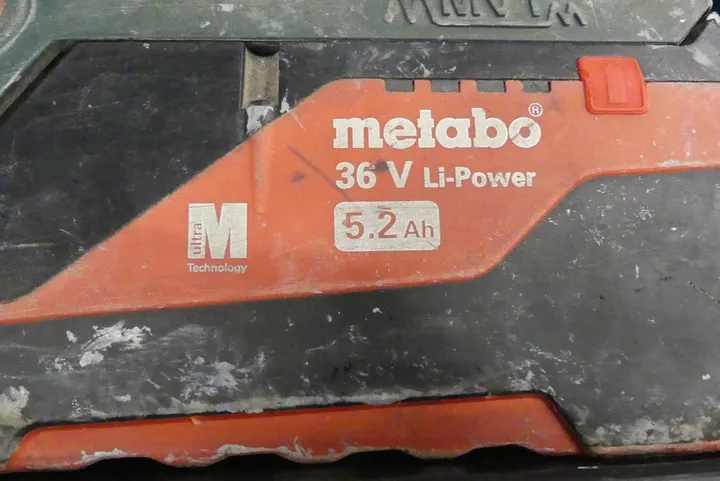 metabo®
36 V Li-Power
5.2 Ah
ultra M
Technology